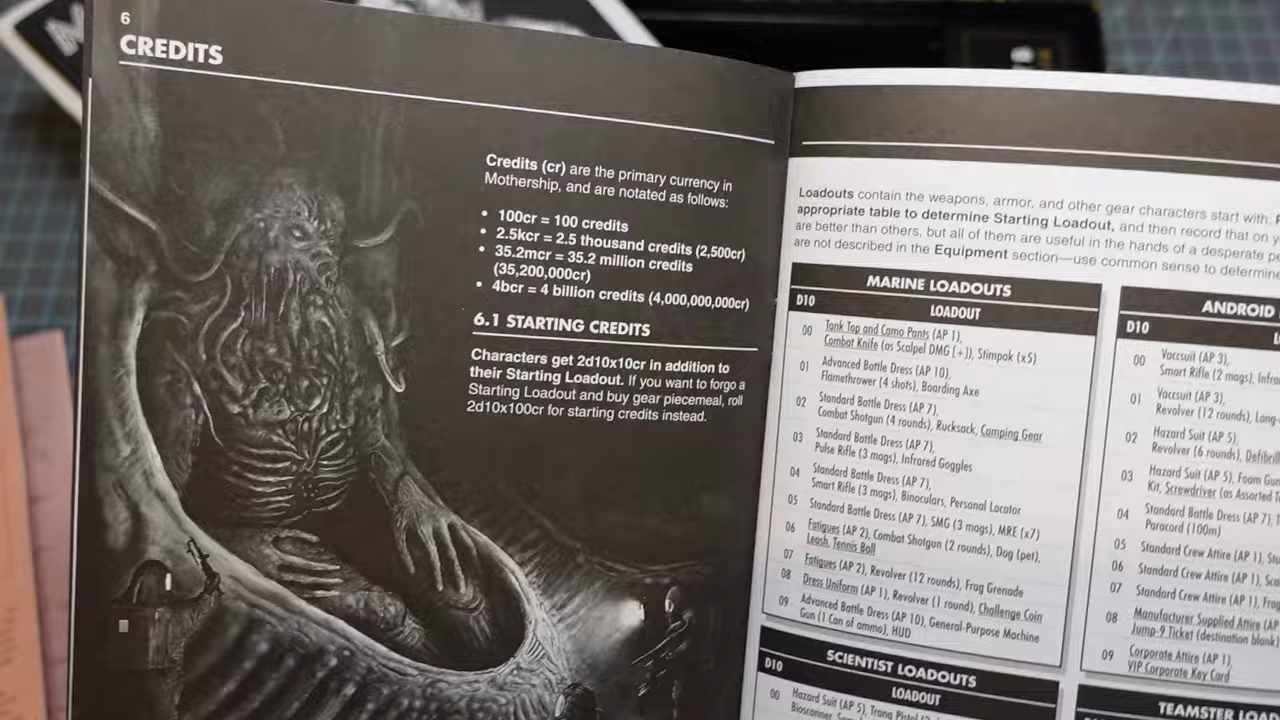 6
CREDITS
Credits (cr) are the primary currency in
Mothership, and are notated as follows:
• 100cr = 100 credits
• 2.5kcr = 2.5 thousand credits (2,500cr)
• 35.2mcr = 35.2 million credits
(35,200,000cr)
• 4bcr = 4 billion credits (4,000,000,000cr)
6.1 STARTING CREDITS
Characters get 2d10x10cr in addition to
their Starting Loadout. If you want to forgo a
Starting Loadout and buy gear piecemeal, roll
2d10x100cr for starting credits instead.
Loadouts contain the weapons, armor, and other gear characters start with.
appropriate table to determine Starting Loadout, and then record that on
are better than others, but all of them are useful in the hands of a desperate
are not described in the Equipment section—use common sense to
MARINE LOADOUTS
D10 LOADOUT
00 Tank Top and Camo Pants (AP 1),
Combat Knife (as Scalpel DMG [+]), Stimpak (x5)
01 Advanced Battle Dress (AP 10),
Flamethrower (4 shots), Boarding Axe
02 Standard Battle Dress (AP 7),
Combat Shotgun (4 rounds), Rucksack, Camping Gear
03 Standard Battle Dress (AP 7),
Pulse Rifle (3 mags), Infrared Goggles
04 Standard Battle Dress (AP 7),
Smart Rifle (3 mags), Binoculars, Personal Locator
05 Standard Battle Dress (AP 7), SMG (3 mags), MRE (x7)
06 Fatigues (AP 2), Combat Shotgun (2 rounds), Dog (pet),
Leash, Tennis Ball
07 Fatigues (AP 2), Revolver (12 rounds), Frag Grenade
08 Dress Uniform (AP 1), Revolver (1 round), Challenge Coin
09 Advanced Battle Dress (AP 10), General-Purpose Machine
Gun (1 Can of ammo), HUD
SCIENTIST LOADOUTS
D10 LOADOUT
00 Hazard Suit (AP 5), Tranq Pistol
Bioscanner,
ANDROID
D10
00 Vaccsuit (AP 3),
Smart Rifle (2 mags),
01 Vaccsuit (AP 3),
Revolver (12 rounds),
02 Hazard Suit (AP 5),
Revolver (6 rounds),
03 Hazard Suit (AP 5), Foam
Kit, Screwdriver (as Assorted
04 Standard Battle Dress (AP 7),
Paracord (100m)
05 Standard Crew Attire (AP 1),
06 Standard Crew Attire (AP 1),
07 Standard Crew Attire (AP 1),
08 Manufacturer Supplied Attire (AP
Jump-9 Ticket (destination blank)
09 Corporate Attire (AP 1),
VIP Corporate Key Card
TEAMSTER